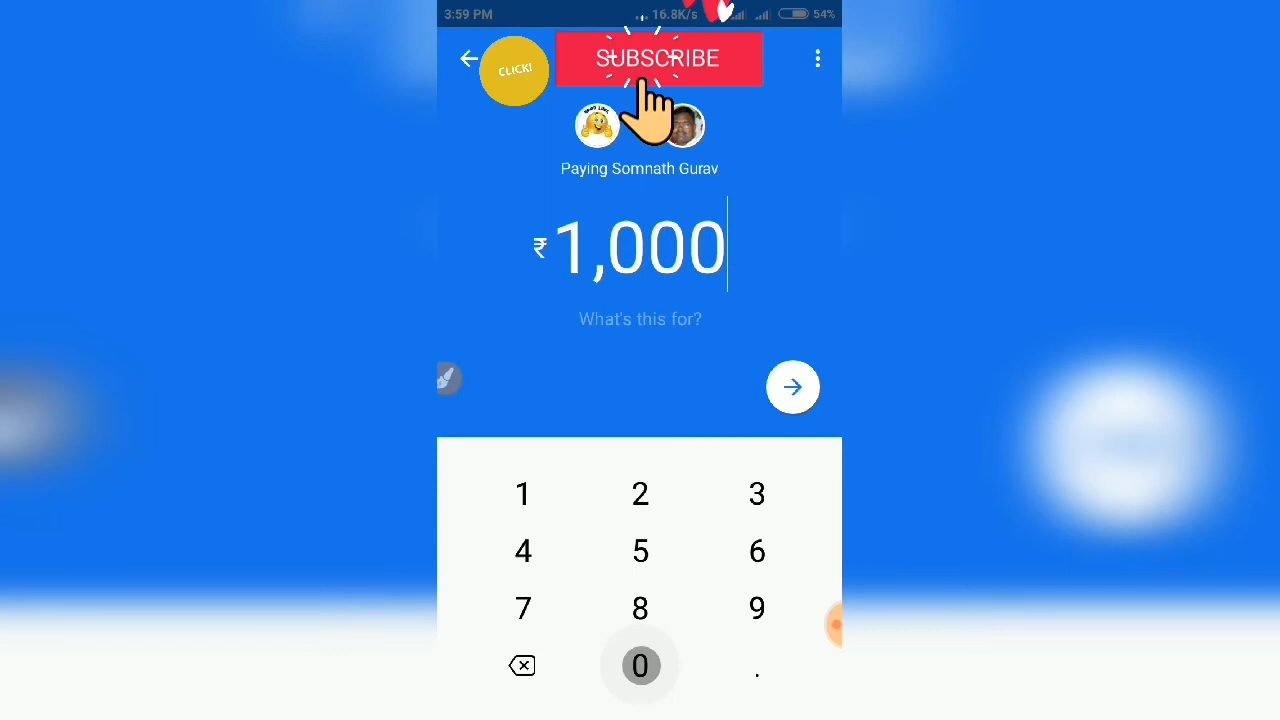 3:59 PM
16.8K/s
54%
CLICK!
SUBSCRIBE
Paying Somnath Gurav
₹1,000
What's this for?
1 2 3
4 5 6
7 8 9
0 .